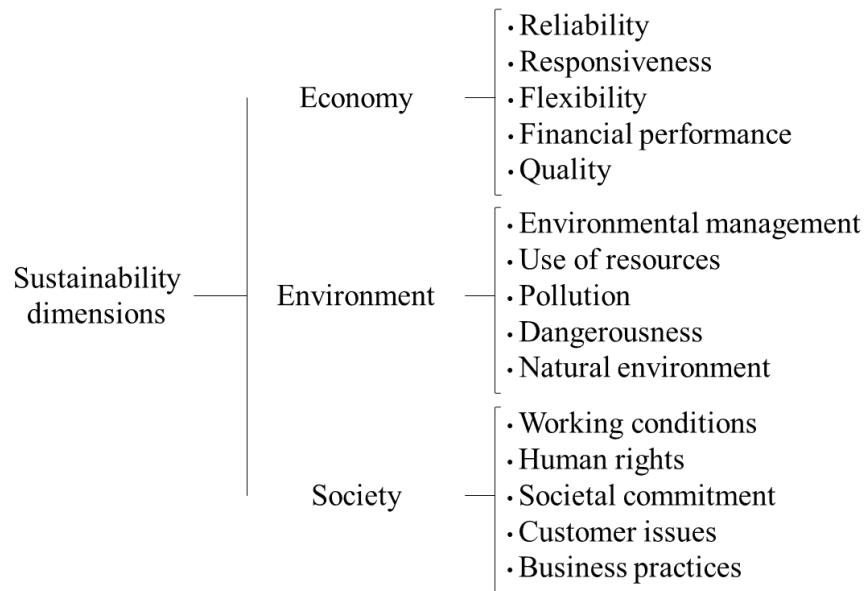 Sustainability
dimensions
Economy
• Reliability
• Responsiveness
• Flexibility
• Financial performance
• Quality
Environment
• Environmental management
• Use of resources
• Pollution
• Dangerousness
• Natural environment
Society
• Working conditions
• Human rights
• Societal commitment
• Customer issues
• Business practices